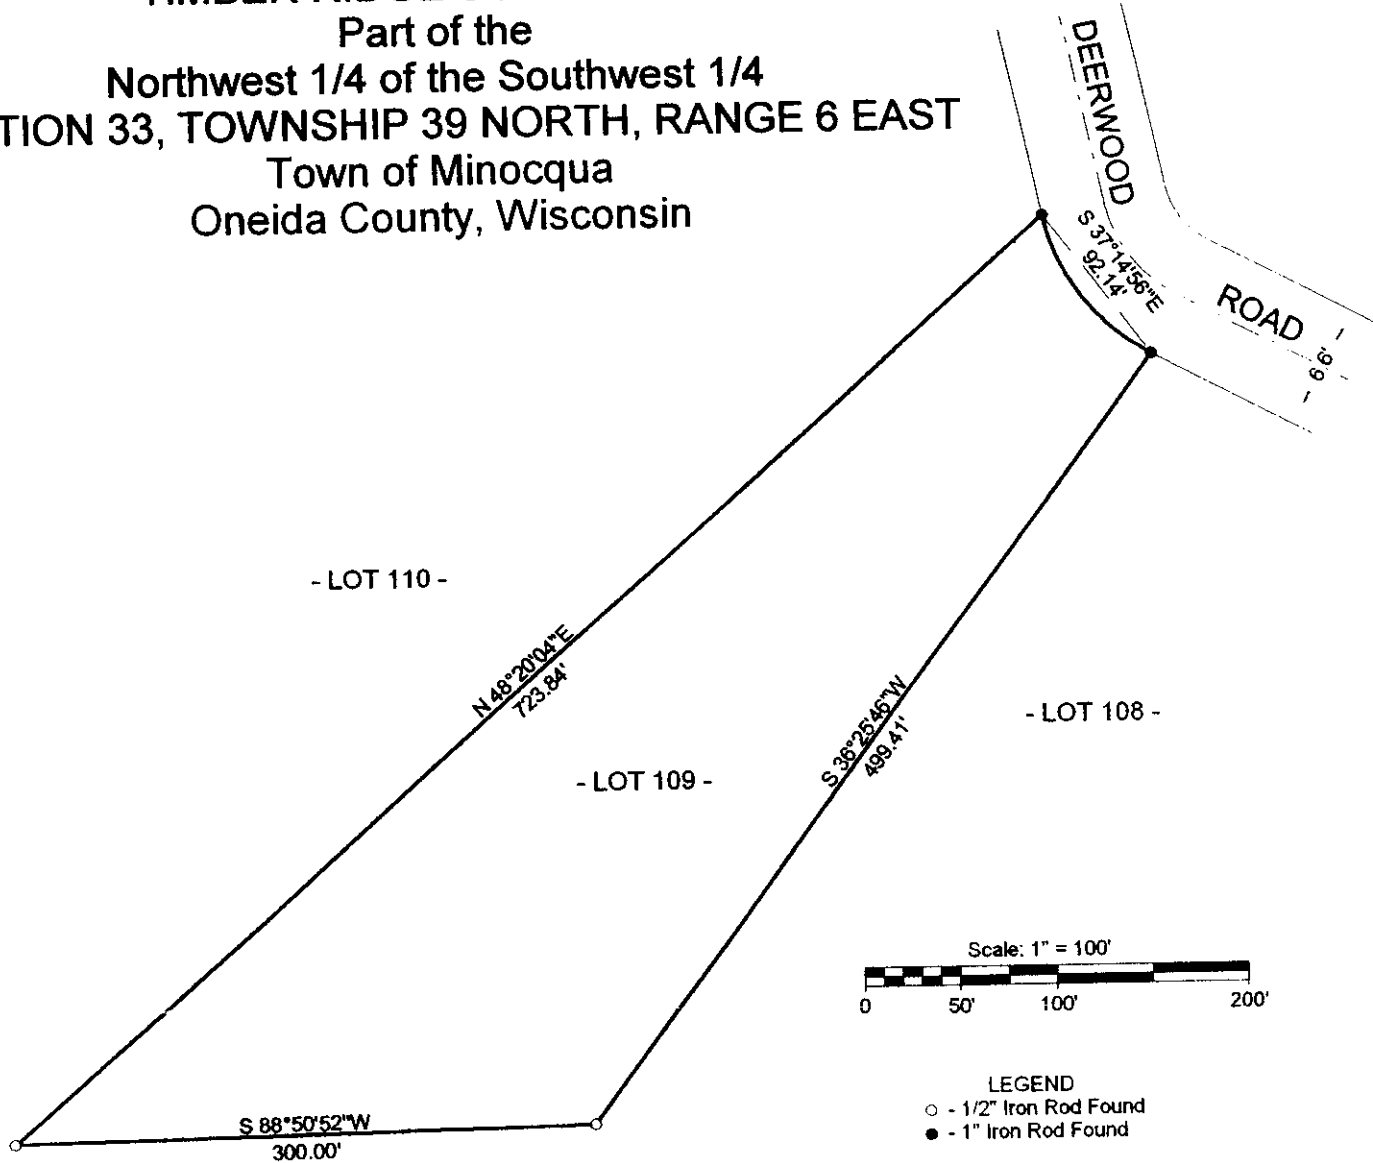 Part of the
Northwest 1/4 of the Southwest 1/4
TION 33, TOWNSHIP 39 NORTH, RANGE 6 EAST
Town of Minocqua
Oneida County, Wisconsin
DEERWOOD
ROAD
S 37°14'56"E
92.14'
6.6'
- LOT 110 -
N 48°20'04"E
723.84'
- LOT 109 -
S 36°25'46"W
499.41'
- LOT 108 -
Scale: 1" = 100'
0 50' 100' 200'
S 88°50'52"W
300.00'
LEGEND
○ - 1/2" Iron Rod Found
● - 1" Iron Rod Found